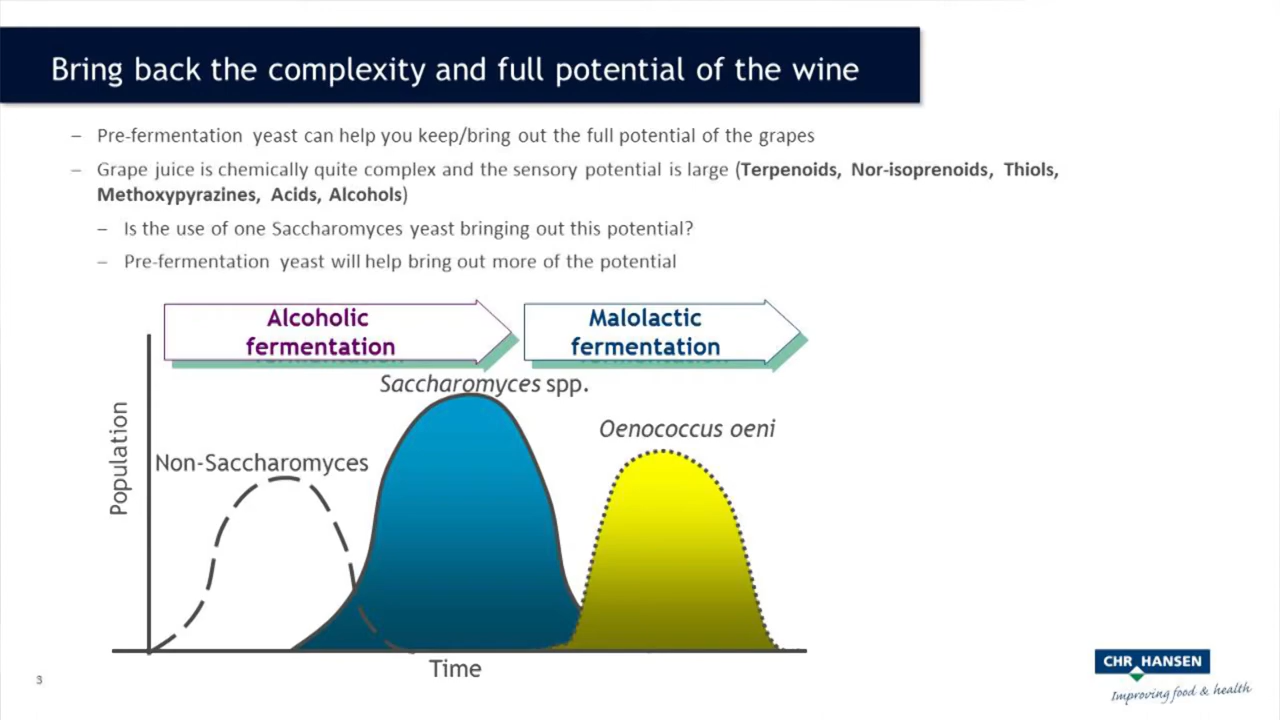 Bring back the complexity and full potential of the wine
– Pre-fermentation yeast can help you keep/bring out the full potential of the grapes
– Grape juice is chemically quite complex and the sensory potential is large (Terpenoids, Nor-isoprenoids, Thiols,
Methoxypyrazines, Acids, Alcohols)
– Is the use of one Saccharomyces yeast bringing out this potential?
– Pre-fermentation yeast will help bring out more of the potential
Alcoholic
fermentation
Malolactic
fermentation
Saccharomyces spp.
Oenococcus oeni
Non-Saccharomyces
Population
Time
3
CHR HANSEN
Improving food & health